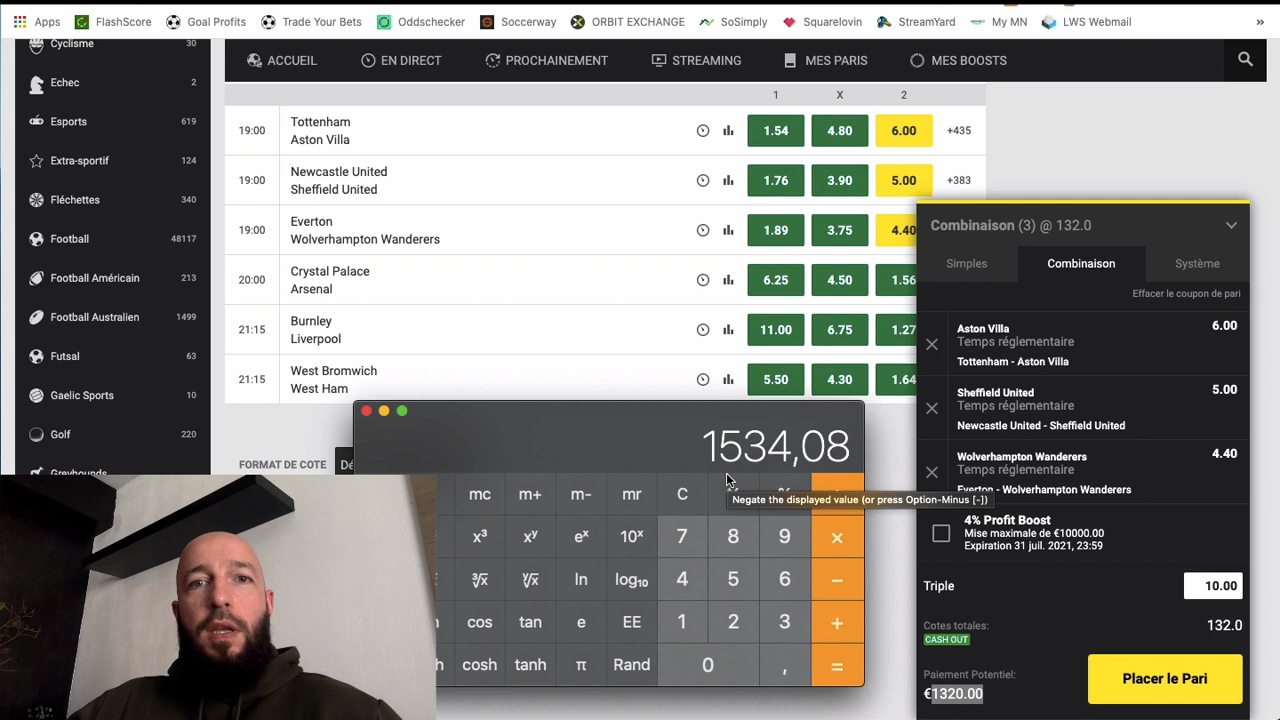 Apps FlashScore Goal Profits Trade Your Bets Oddschecker Soccerway ORBIT EXCHANGE SoSimply Squarelovin StreamYard My MN LWS Webmail »
Cyclisme 30
Echec 2
Esports 619
Extra-sportif 124
Fléchettes 340
Football 48117
Football Américain 213
Football Australien 1499
Futsal 63
Gaelic Sports 10
Golf 220
Greyhounds
ACCUEIL EN DIRECT PROCHAINEMENT STREAMING MES PARIS MES BOOSTS
1 X 2
19:00 Tottenham 1.54 4.80 6.00 +435
Aston Villa
19:00 Newcastle United 1.76 3.90 5.00 +383
Sheffield United
19:00 Everton 1.89 3.75 4.40
Wolverhampton Wanderers
20:00 Crystal Palace 6.25 4.50 1.56
Arsenal
21:15 Burnley 11.00 6.75 1.27
Liverpool
21:15 West Bromwich 5.50 4.30 1.64
West Ham
FORMAT DE COTE Dé
1534,08
mc m+ m- mr C
Negate the displayed value (or press Option-Minus [-])
x³ xʸ eˣ 10ˣ 7 8 9 ×
∛x ʸ√x ln log₁₀ 4 5 6 −
cos tan e EE 1 2 3 +
cosh tanh π Rand 0 , =
Combinaison (3) @ 132.0
Simples Combinaison Système
Effacer le coupon de pari
Aston Villa 6.00
Temps réglementaire
Tottenham - Aston Villa
Sheffield United 5.00
Temps réglementaire
Newcastle United - Sheffield United
Wolverhampton Wanderers 4.40
Temps réglementaire
Everton - Wolverhampton Wanderers
4% Profit Boost
Mise maximale de €10000.00
Expiration 31 juil. 2021, 23:59
Triple 10.00
Cotes totales: 132.0
CASH OUT
Paiement Potentiel:
€1320.00
Placer le Pari